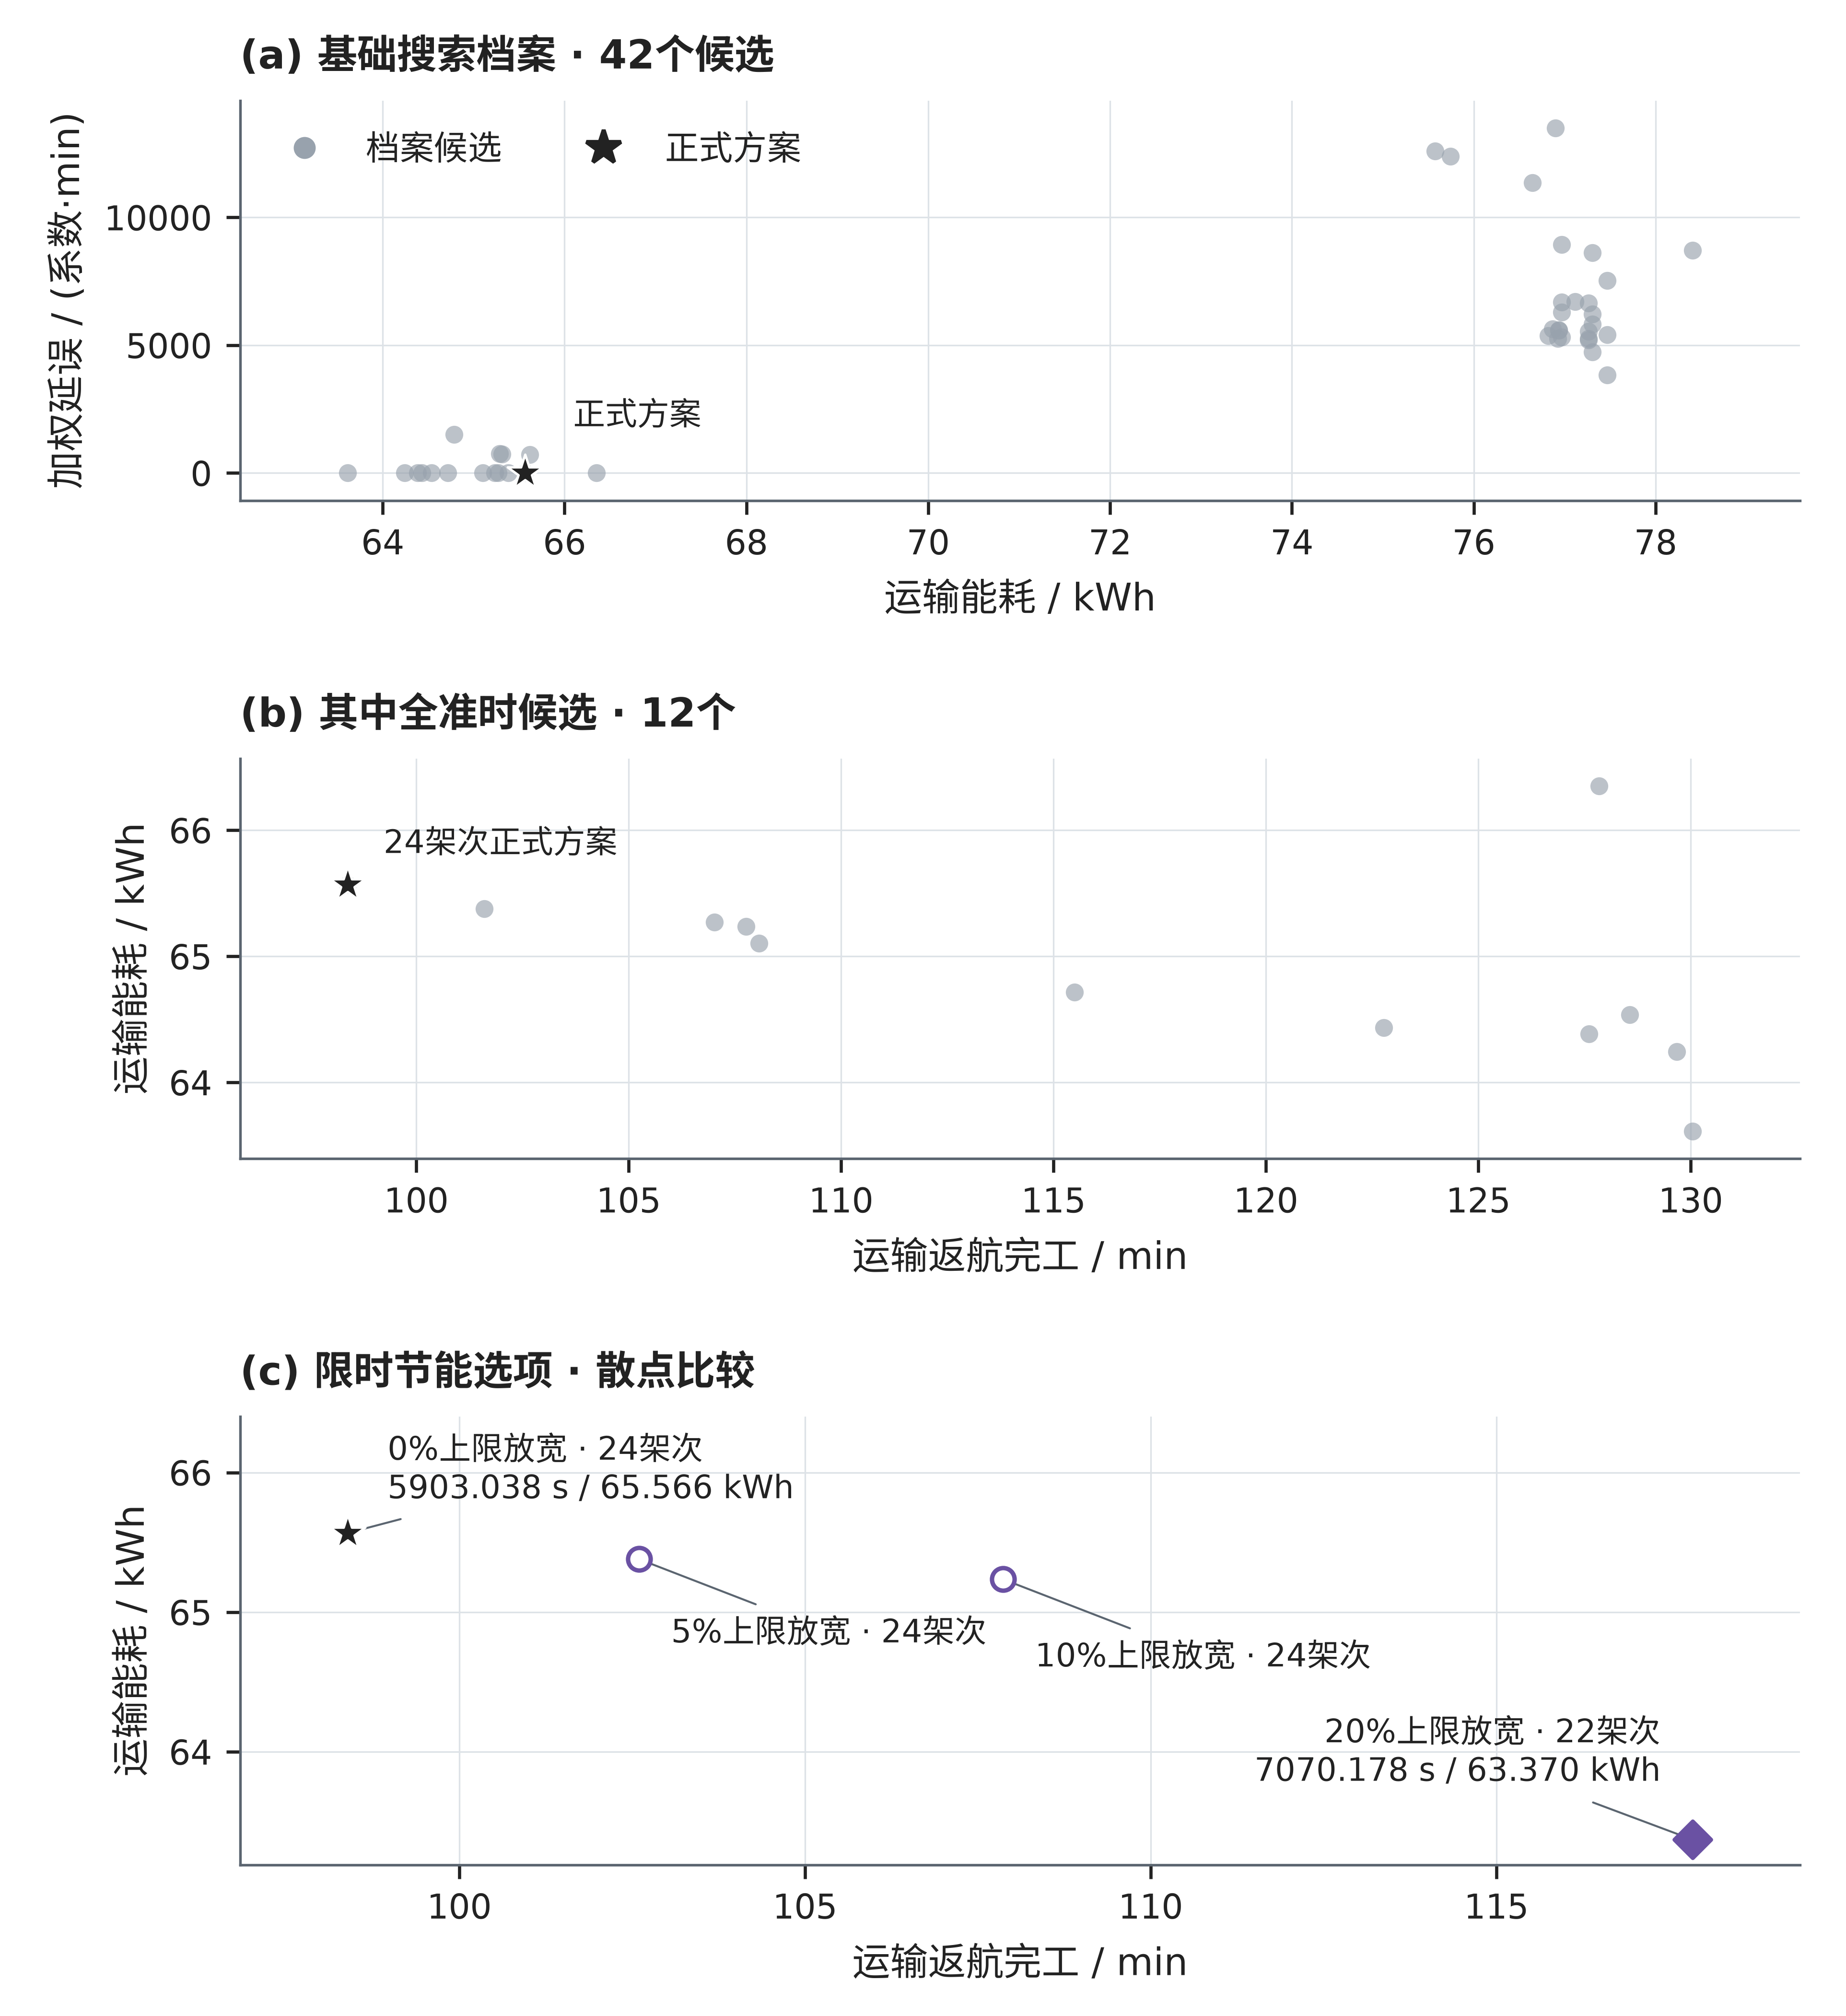 (a) 基础搜索档案 · 42个候选
加权延误 / (系数·min)
档案候选
正式方案
10000
5000
0
正式方案
64
66
68
70
72
74
76
78
运输能耗 / kWh
(b) 其中全准时候选 · 12个
运输能耗 / kWh
66
65
64
24架次正式方案
100
105
110
115
120
125
130
运输返航完工 / min
(c) 限时节能选项 · 散点比较
运输能耗 / kWh
66
65
64
0%上限放宽 · 24架次
5903.038 s / 65.566 kWh
5%上限放宽 · 24架次
10%上限放宽 · 24架次
20%上限放宽 · 22架次
7070.178 s / 63.370 kWh
100
105
110
115
运输返航完工 / min